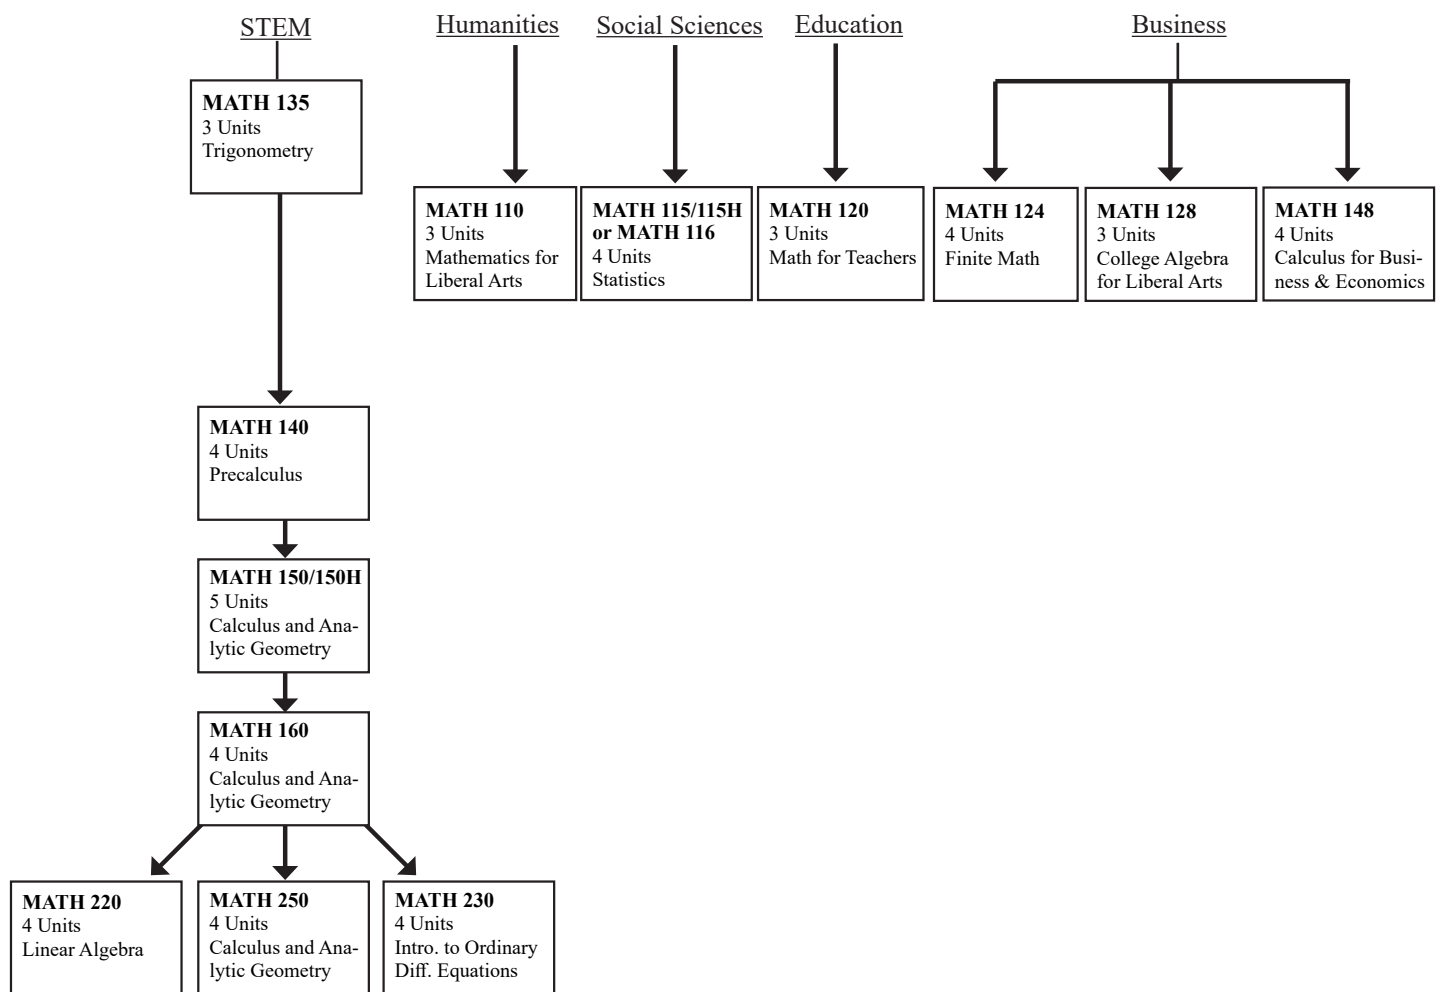 STEM
Humanities
Social Sciences
Education
Business
MATH 135
3 Units
Trigonometry
MATH 110
3 Units
Mathematics for
Liberal Arts
MATH 115/115H
or MATH 116
4 Units
Statistics
MATH 120
3 Units
Math for Teachers
MATH 124
4 Units
Finite Math
MATH 128
3 Units
College Algebra
for Liberal Arts
MATH 148
4 Units
Calculus for Busi-
ness & Economics
MATH 140
4 Units
Precalculus
MATH 150/150H
5 Units
Calculus and Ana-
lytic Geometry
MATH 160
4 Units
Calculus and Ana-
lytic Geometry
MATH 220
4 Units
Linear Algebra
MATH 250
4 Units
Calculus and Ana-
lytic Geometry
MATH 230
4 Units
Intro. to Ordinary
Diff. Equations